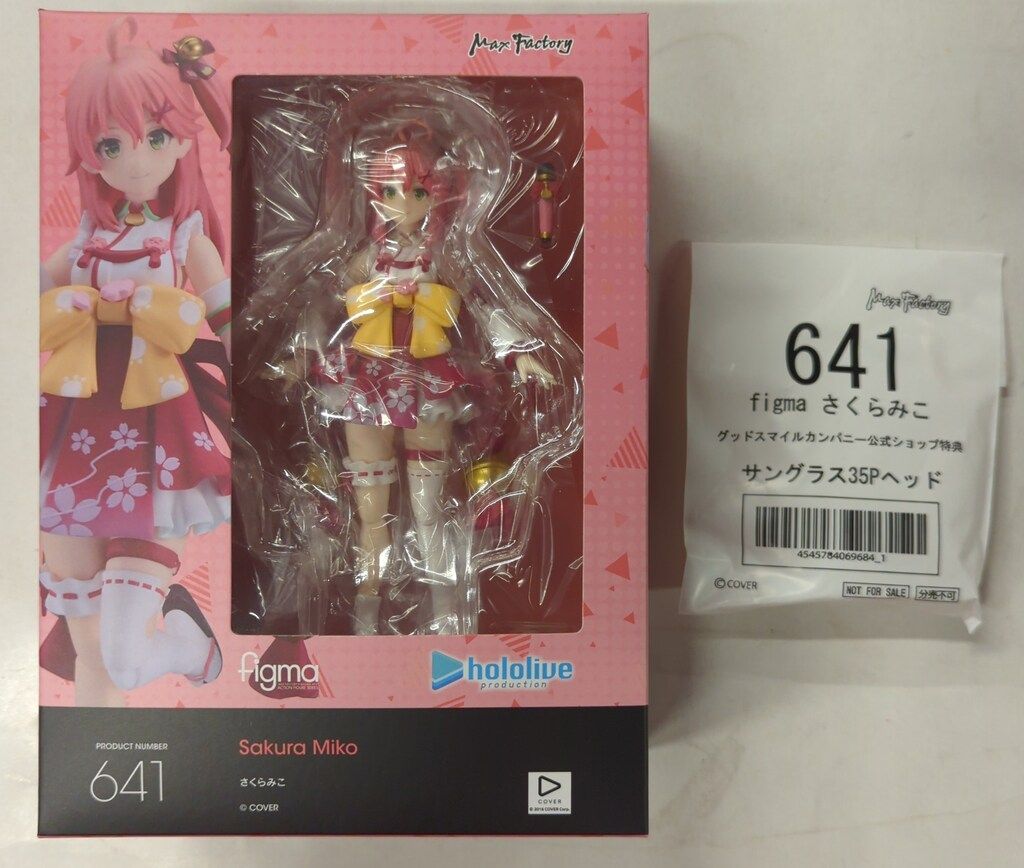 Max Factory
figma
hololive
production
PRODUCT NUMBER
641
Sakura Miko
さくらみこ
© COVER
COVER
© 2016 COVER Corp.
Max Factory
641
figma さくらみこ
グッドスマイルカンパニー公式ショップ特典
サングラス35Pヘッド
4545784069684_1
© COVER
NOT FOR SALE
分売不可